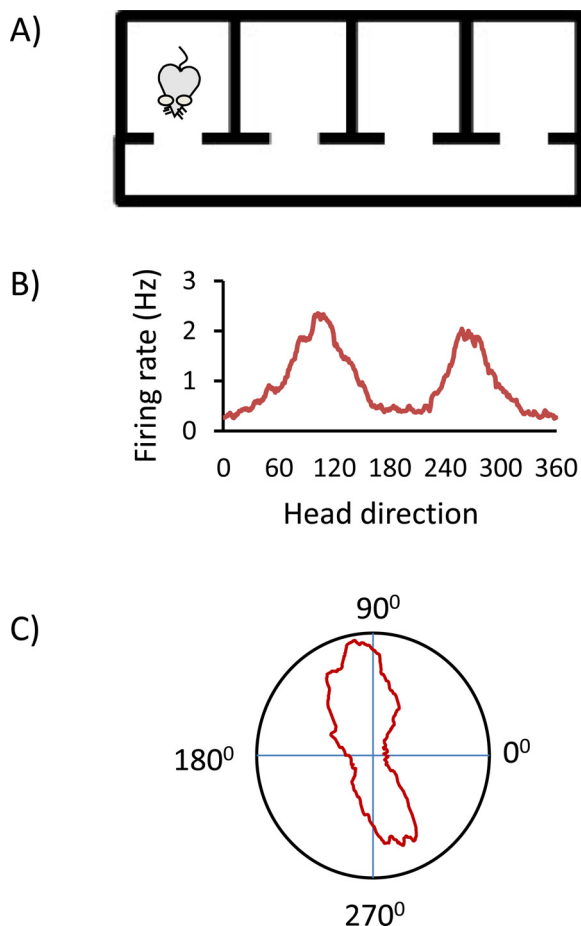 A)
B)
Firing rate (Hz)
3
2
1
0
0 60 120 180 240 300 360
Head direction
C)
90⁰
180⁰
0⁰
270⁰